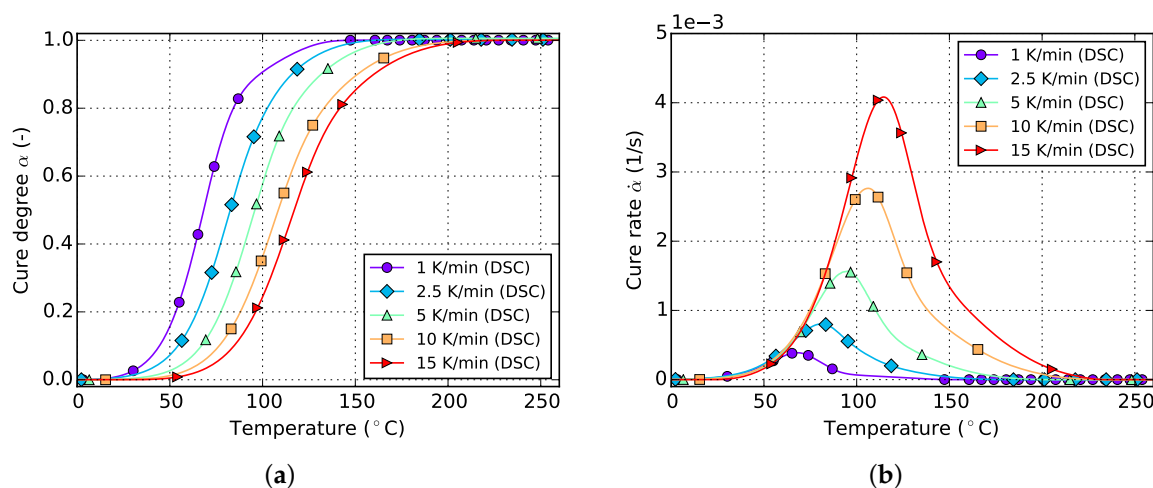 1.0
0.8
0.6
0.4
0.2
0.0
0
50
100
150
200
250
Cure degree α (-)
Temperature (°C)
1 K/min (DSC)
2.5 K/min (DSC)
5 K/min (DSC)
10 K/min (DSC)
15 K/min (DSC)
(a)
1e−3
5
4
3
2
1
0
0
50
100
150
200
250
Cure rate α̇ (1/s)
Temperature (°C)
1 K/min (DSC)
2.5 K/min (DSC)
5 K/min (DSC)
10 K/min (DSC)
15 K/min (DSC)
(b)